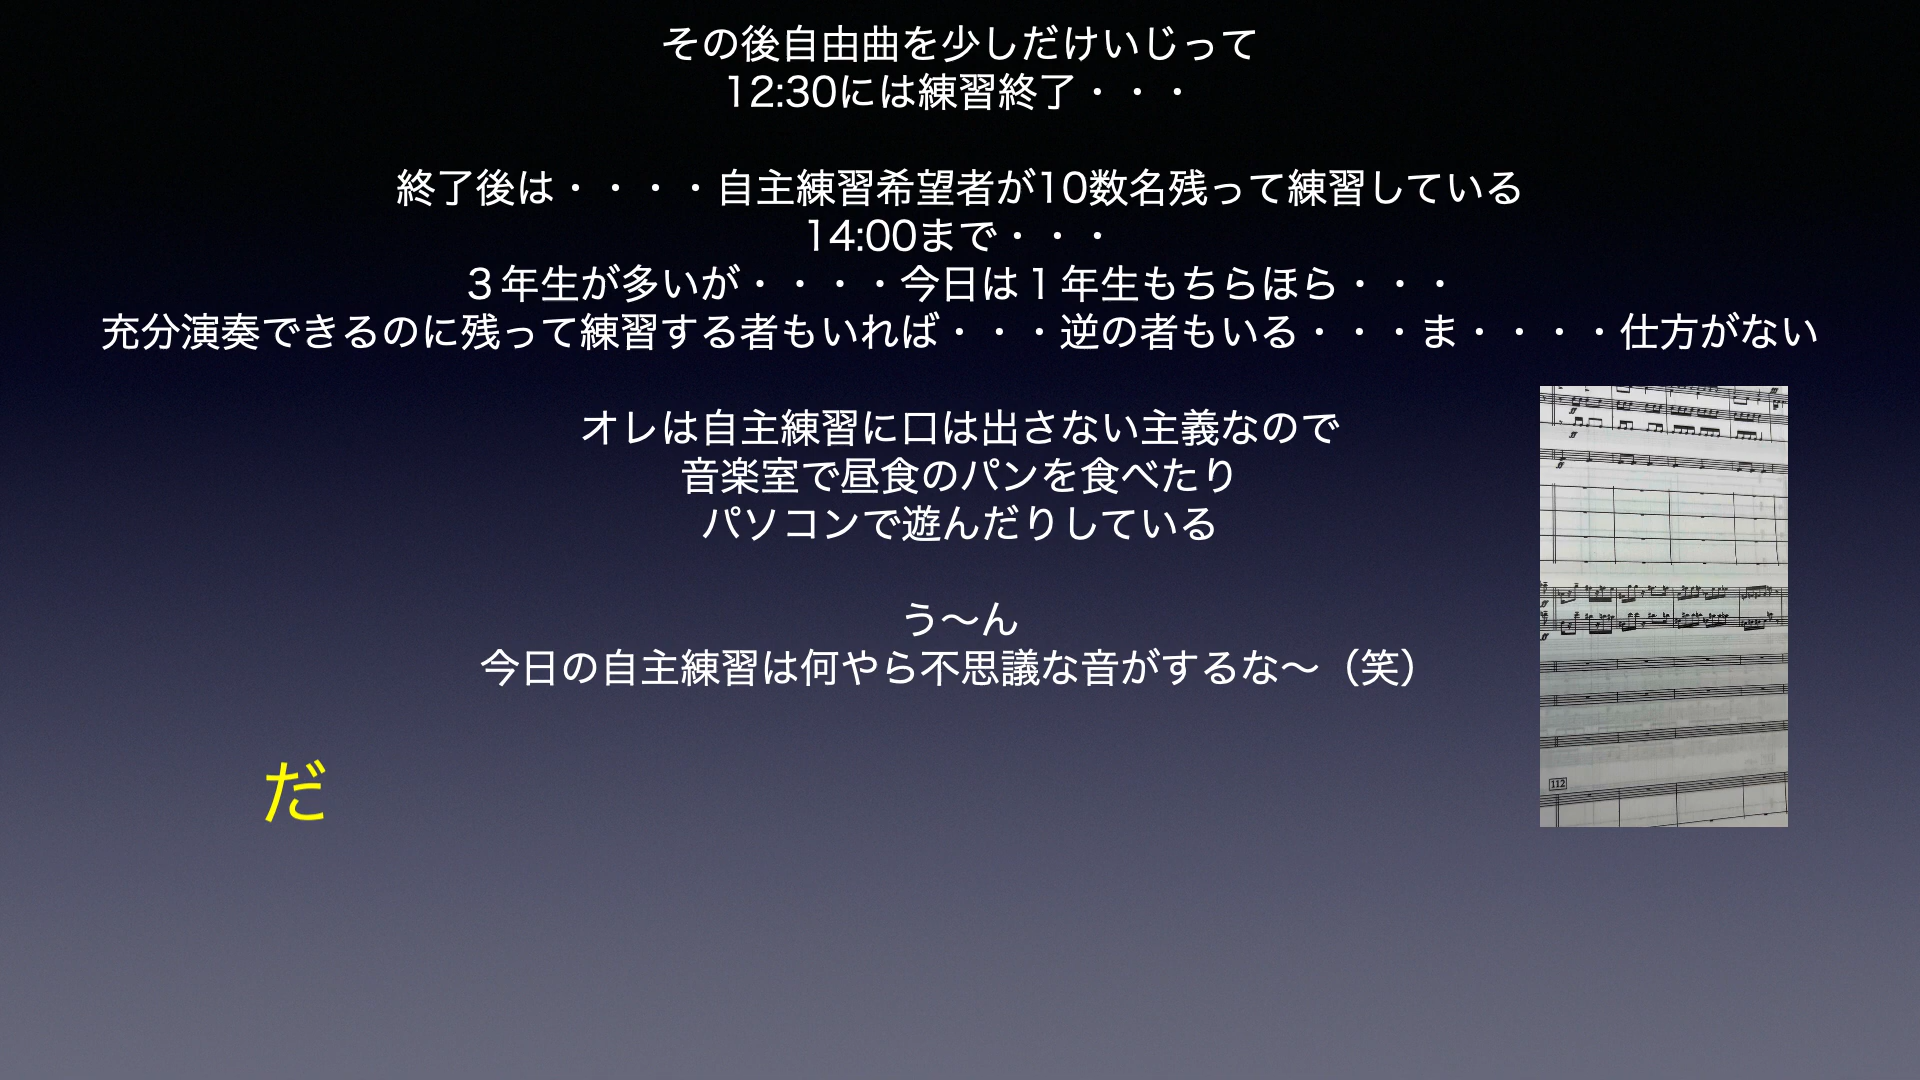 その後自由曲を少しだけいじって
12:30には練習終了・・・
終了後は・・・・自主練習希望者が10数名残って練習している
14:00まで・・・
３年生が多いが・・・・今日は１年生もちらほら・・・
充分演奏できるのに残って練習する者もいれば・・・逆の者もいる・・・ま・・・・仕方がない
オレは自主練習に口は出さない主義なので
音楽室で昼食のパンを食べたり
パソコンで遊んだりしている
う〜ん
今日の自主練習は何やら不思議な音がするな〜（笑）
だ
112